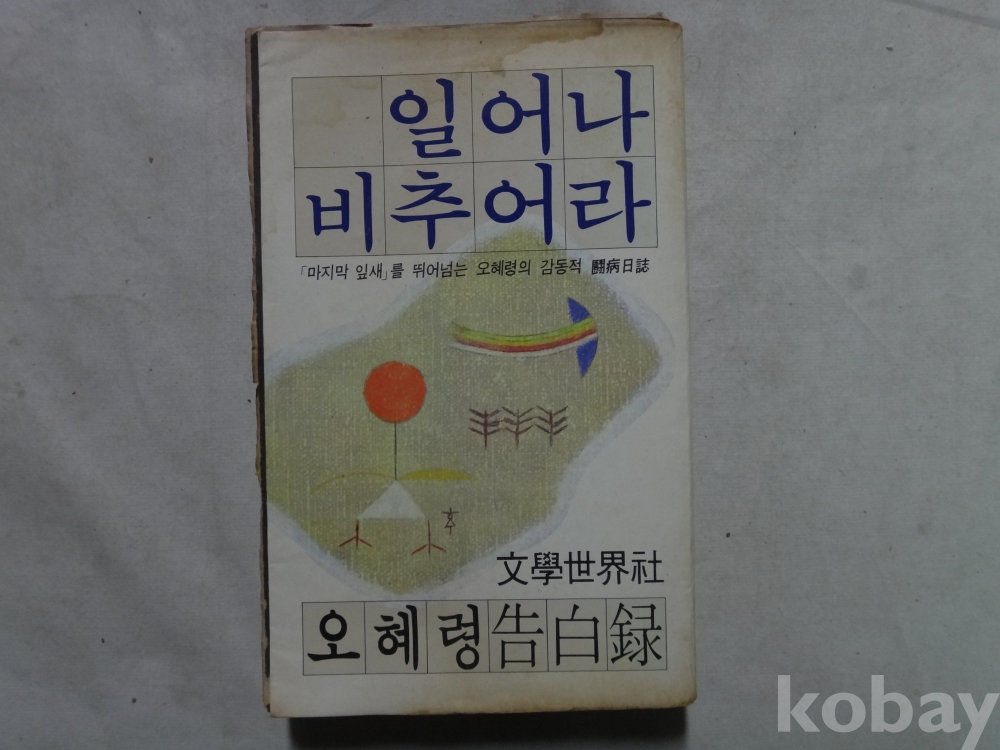 일어나
비추어라
「마지막 잎새」를 뛰어넘는 오혜령의 감동적 鬪病日誌
文學世界社
오혜령告白録
kobay